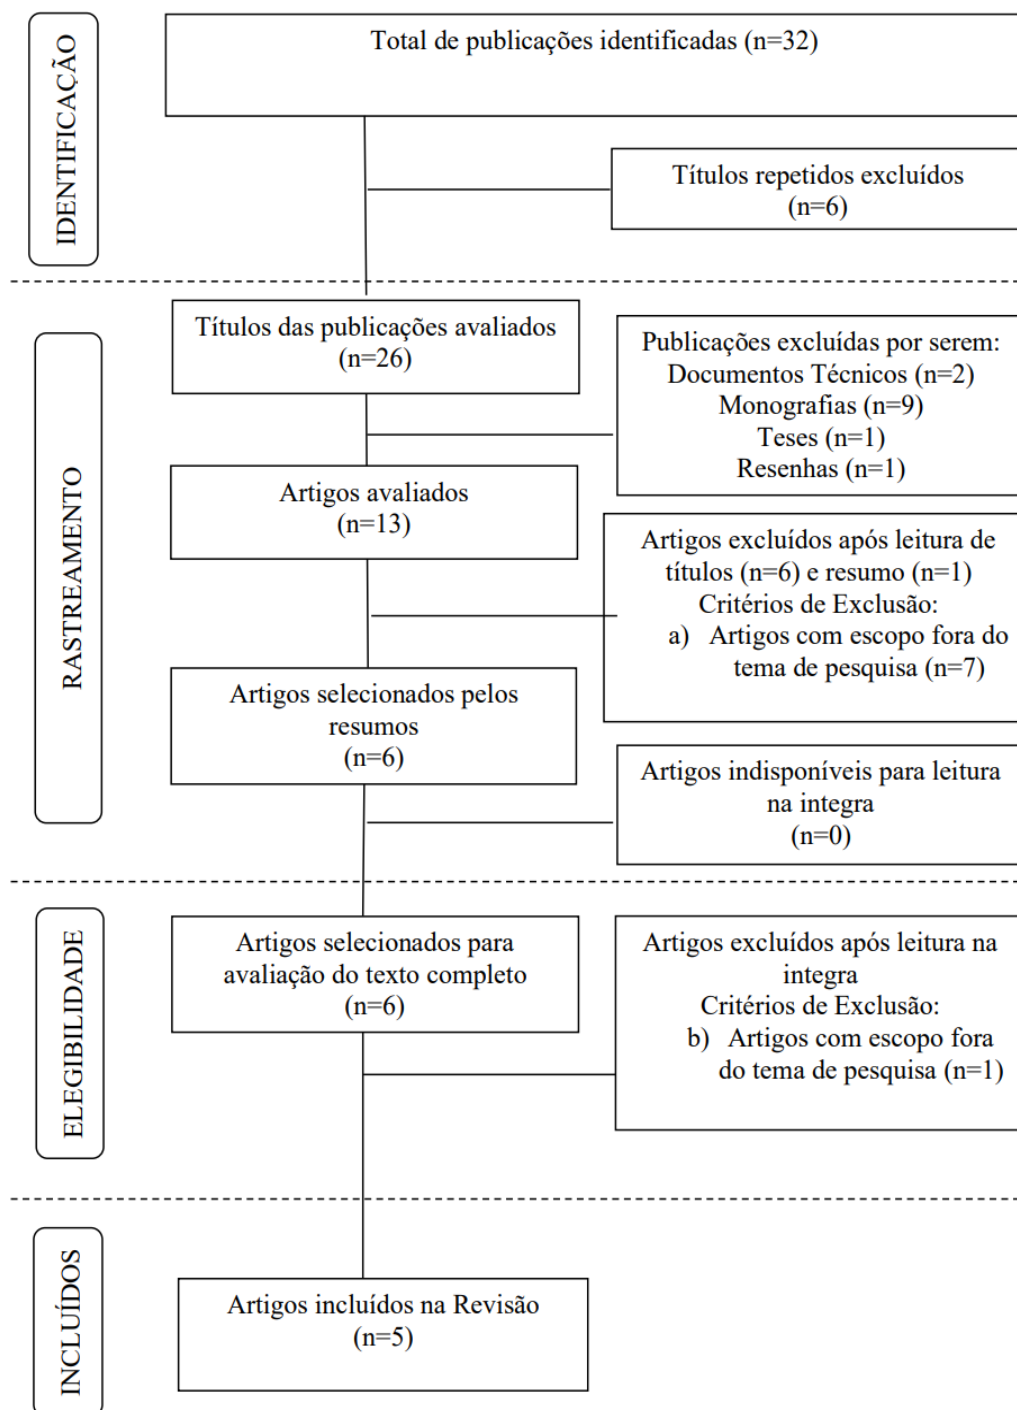 IDENTIFICAÇÃO
Total de publicações identificadas (n=32)
Títulos repetidos excluídos
(n=6)
RASTREAMENTO
Títulos das publicações avaliados
(n=26)
Publicações excluídas por serem:
Documentos Técnicos (n=2)
Monografias (n=9)
Teses (n=1)
Resenhas (n=1)
Artigos avaliados
(n=13)
Artigos excluídos após leitura de
títulos (n=6) e resumo (n=1)
Critérios de Exclusão:
a) Artigos com escopo fora do
tema de pesquisa (n=7)
Artigos selecionados pelos
resumos
(n=6)
Artigos indisponíveis para leitura
na integra
(n=0)
ELEGIBILIDADE
Artigos selecionados para
avaliação do texto completo
(n=6)
Artigos excluídos após leitura na
integra
Critérios de Exclusão:
b) Artigos com escopo fora
do tema de pesquisa (n=1)
INCLUÍDOS
Artigos incluídos na Revisão
(n=5)